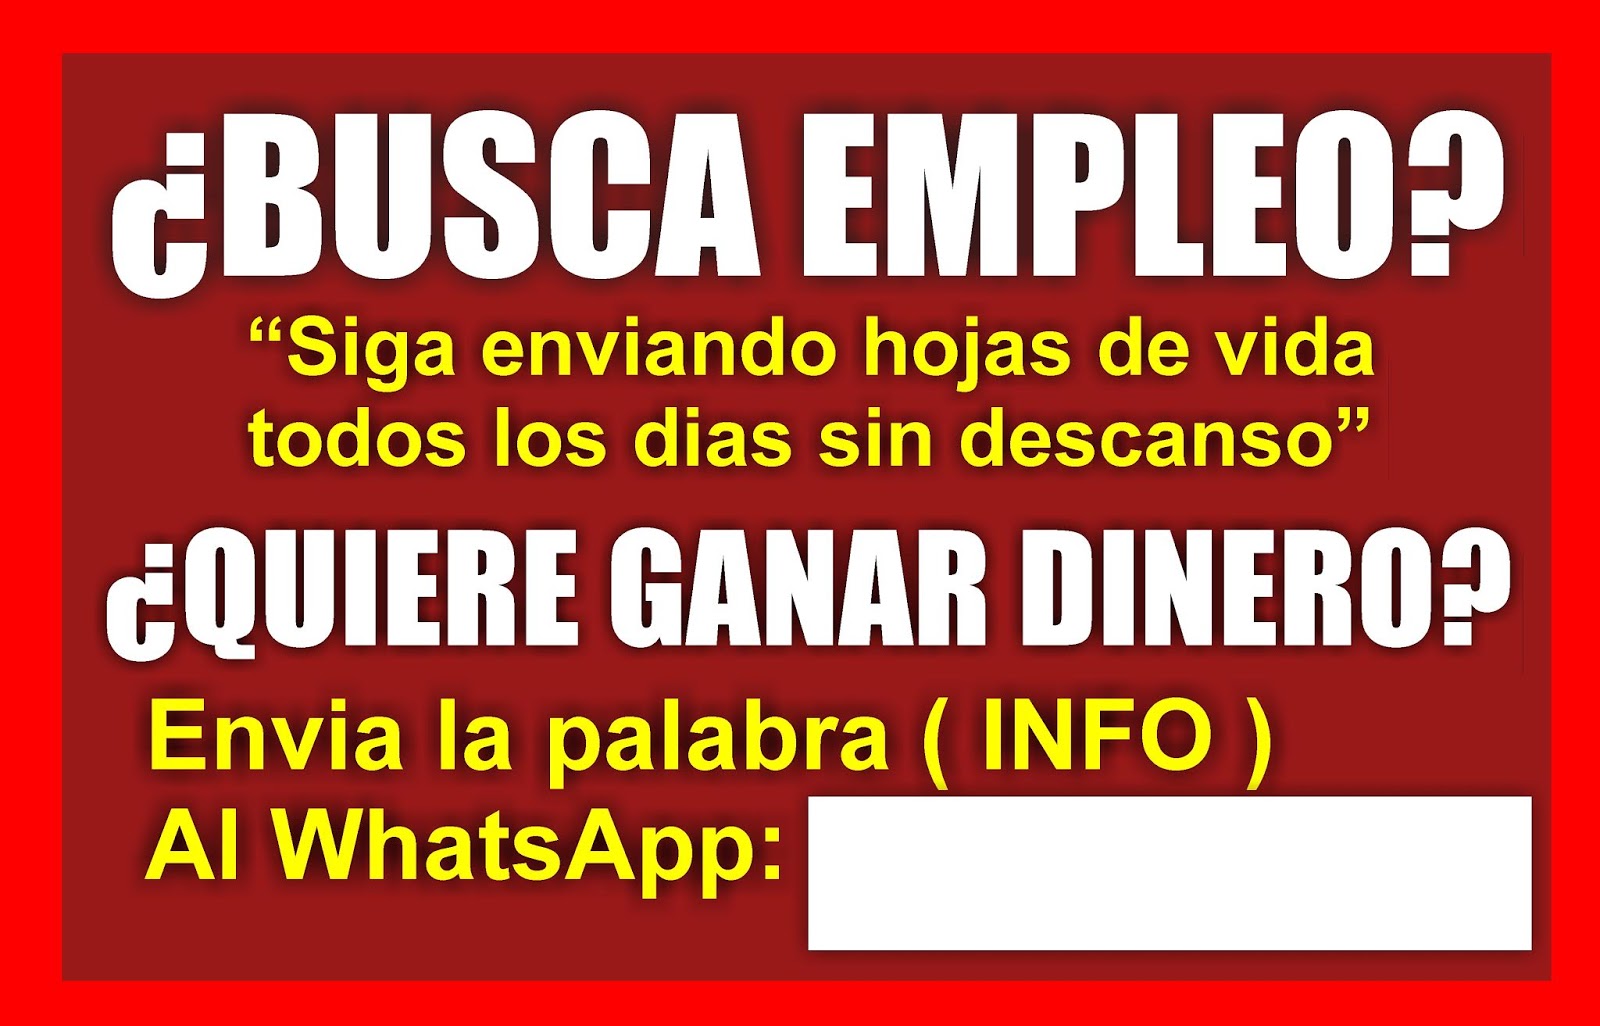 ¿BUSCA EMPLEO?
“Siga enviando hojas de vida
todos los dias sin descanso”
¿QUIERE GANAR DINERO?
Envia la palabra ( INFO )
Al WhatsApp: